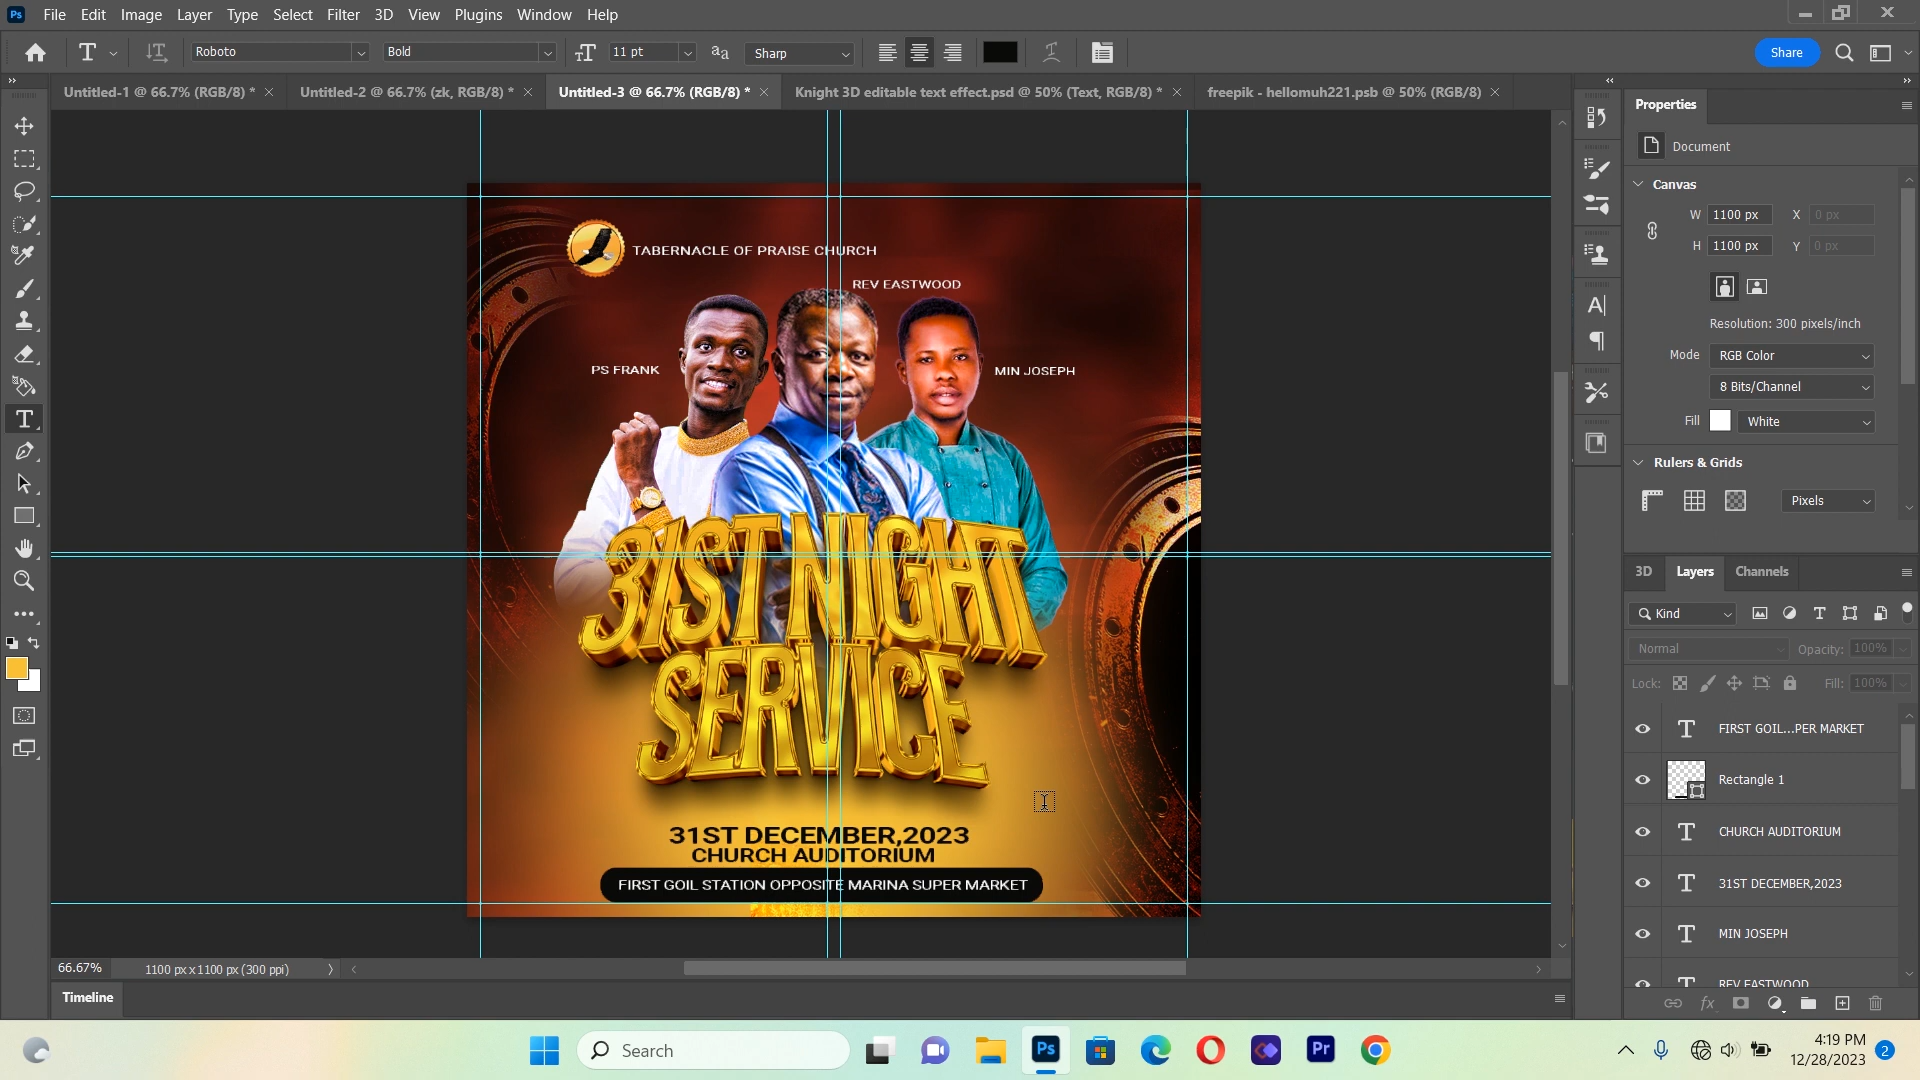 Ps File Edit Image Layer Type Select Filter 3D View Plugins Window Help
Roboto Bold 11 pt Sharp Share
Untitled-1 @ 66.7% (RGB/8) * Untitled-2 @ 66.7% (zk, RGB/8) * Untitled-3 @ 66.7% (RGB/8) * Knight 3D editable text effect.psd @ 50% (Text, RGB/8) * freepik - hellomuh221.psb @ 50% (RGB/8)
TABERNACLE OF PRAISE CHURCH
REV EASTWOOD
PS FRANK
MIN JOSEPH
31ST NIGHT
SERVICE
31ST DECEMBER,2023
CHURCH AUDITORIUM
FIRST GOIL STATION OPPOSITE MARINA SUPER MARKET
66.67% 1100 px x 1100 px (300 ppi)
Timeline
Properties
Document
Canvas
W 1100 px X 0 px
H 1100 px Y 0 px
Resolution: 300 pixels/inch
Mode RGB Color
8 Bits/Channel
Fill White
Rulers & Grids
Pixels
3D Layers Channels
Kind
Normal Opacity: 100%
Lock: Fill: 100%
FIRST GOIL...PER MARKET
Rectangle 1
CHURCH AUDITORIUM
31ST DECEMBER,2023
MIN JOSEPH
REV EASTWOOD
fx
Search
Ps
Pr
4:19 PM
12/28/2023
2